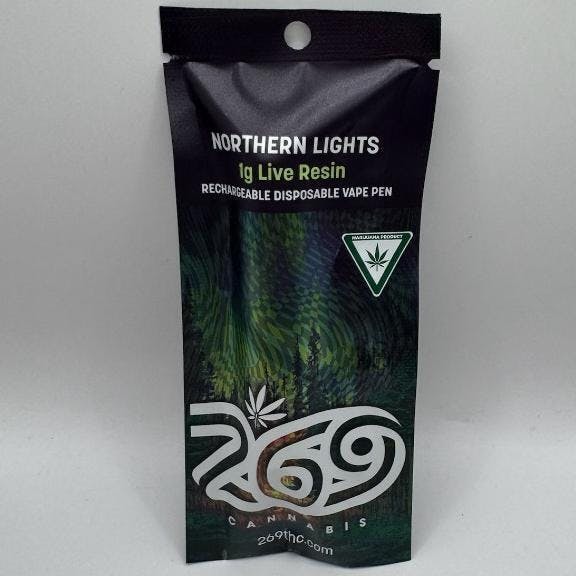 NORTHERN LIGHTS
1g Live Resin
RECHARGEABLE DISPOSABLE VAPE PEN
MARIJUANA PRODUCT
269
CANNABIS
269thc.com